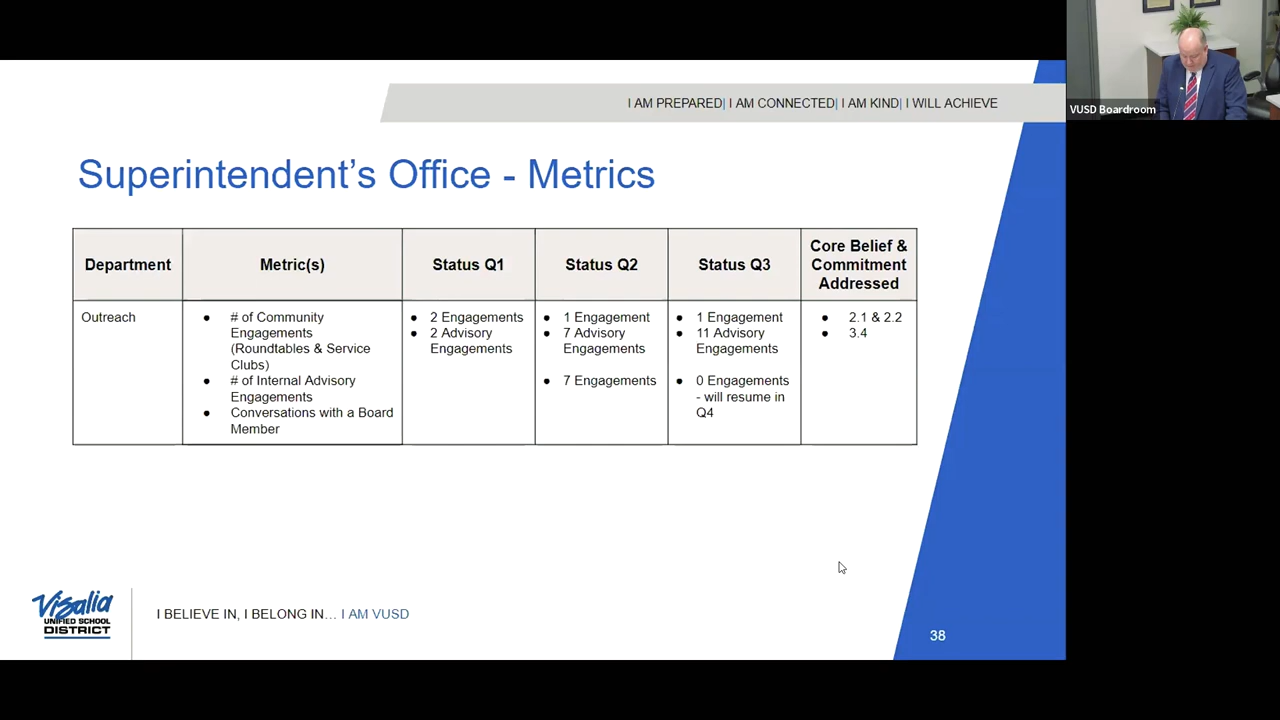 I AM PREPARED| I AM CONNECTED| I AM KIND| I WILL ACHIEVE
VUSD Boardroom
Superintendent's Office - Metrics
Department
Metric(s)
Status Q1
Status Q2
Status Q3
Core Belief &
Commitment
Addressed
Outreach
● # of Community
Engagements
(Roundtables & Service
Clubs)
● # of Internal Advisory
Engagements
● Conversations with a Board
Member
● 2 Engagements
● 2 Advisory
Engagements
● 1 Engagement
● 7 Advisory
Engagements
● 7 Engagements
● 1 Engagement
● 11 Advisory
Engagements
● 0 Engagements
- will resume in
Q4
● 2.1 & 2.2
● 3.4
Visalia
UNIFIED SCHOOL
DISTRICT
I BELIEVE IN, I BELONG IN... I AM VUSD
38